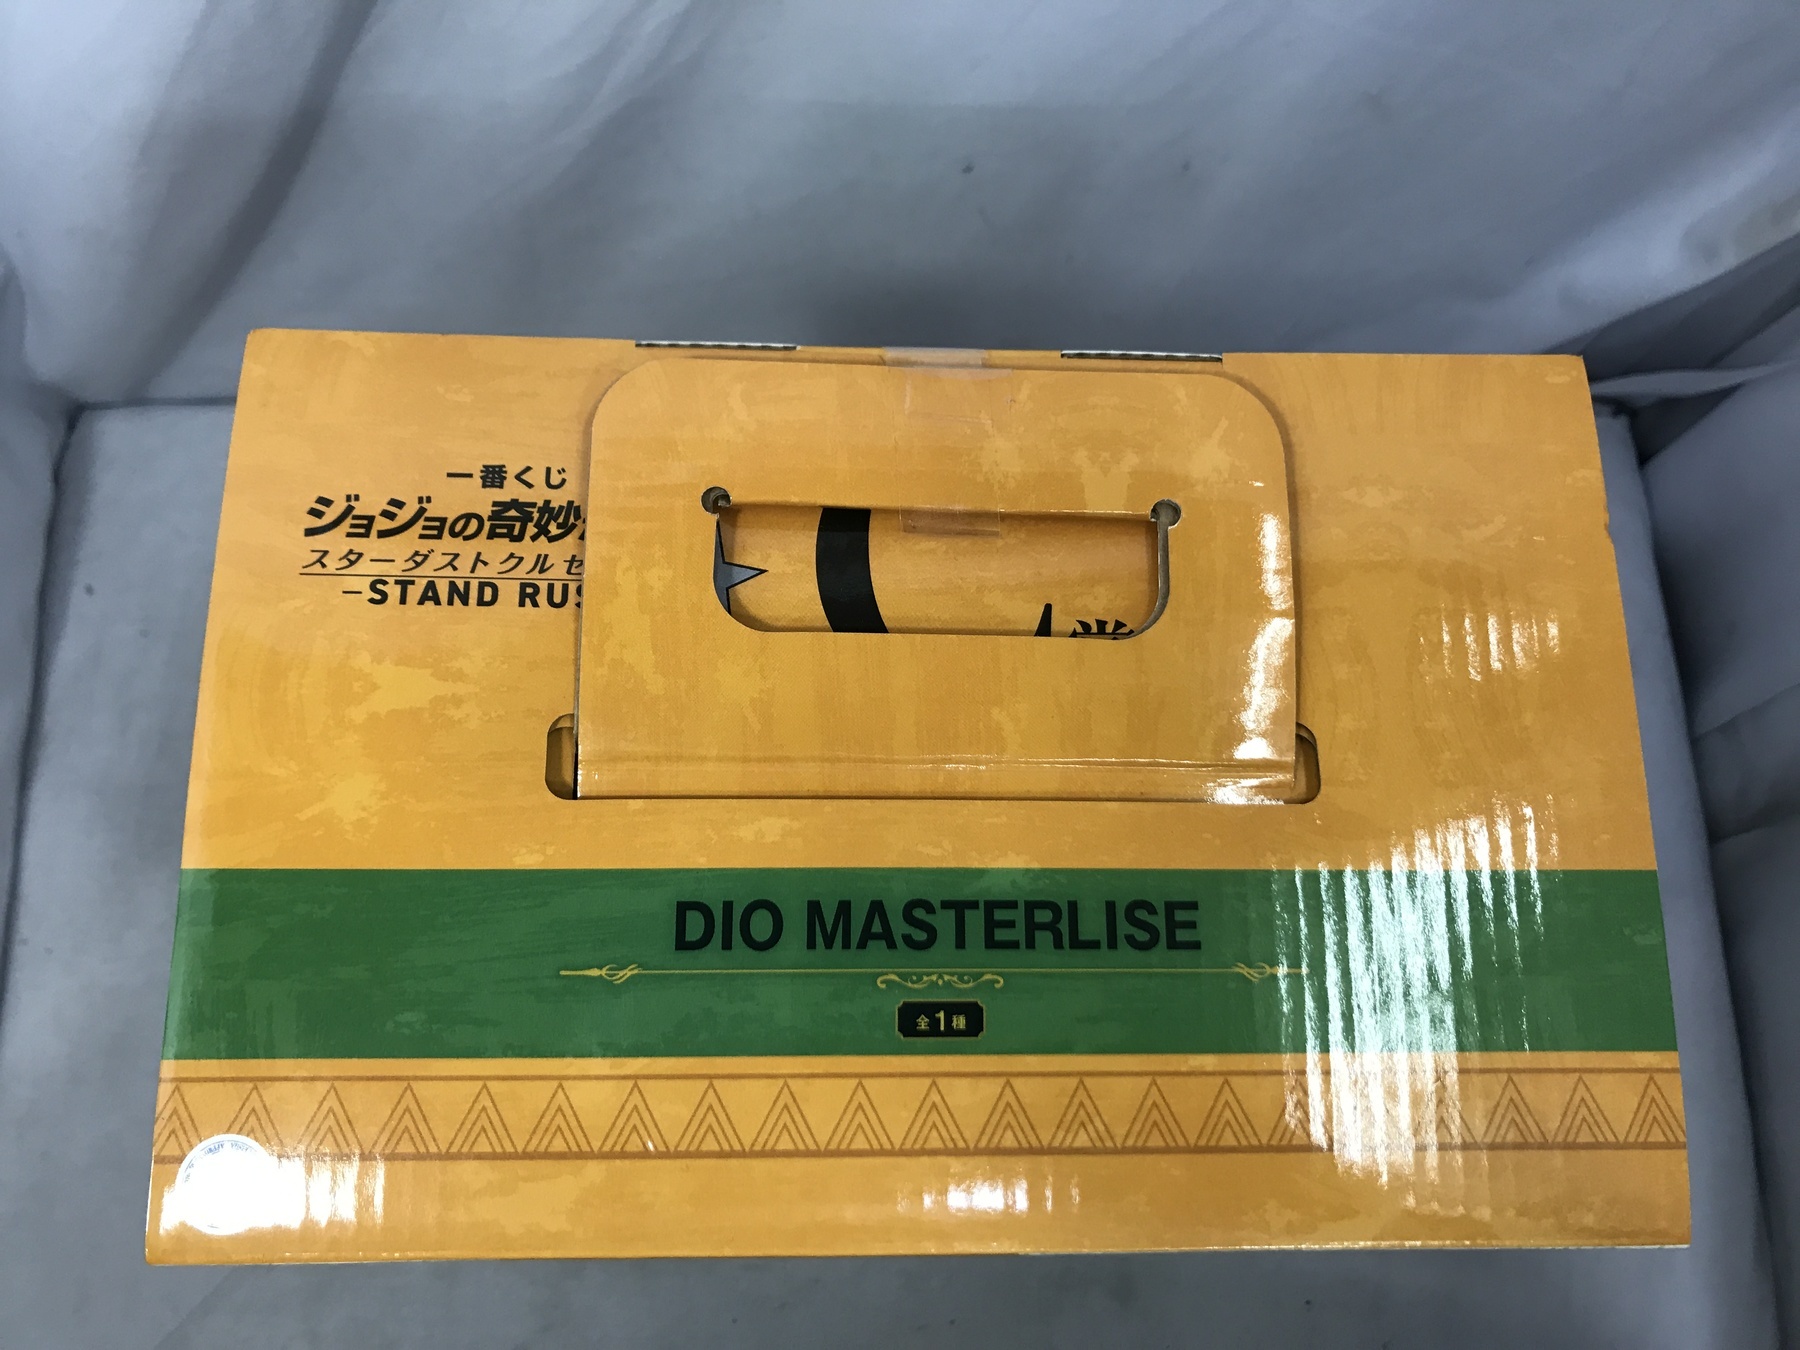 一番くじ
ジョジョの奇妙
スターダストクルセ
−STAND RUS
DIO MASTERLISE
全1種